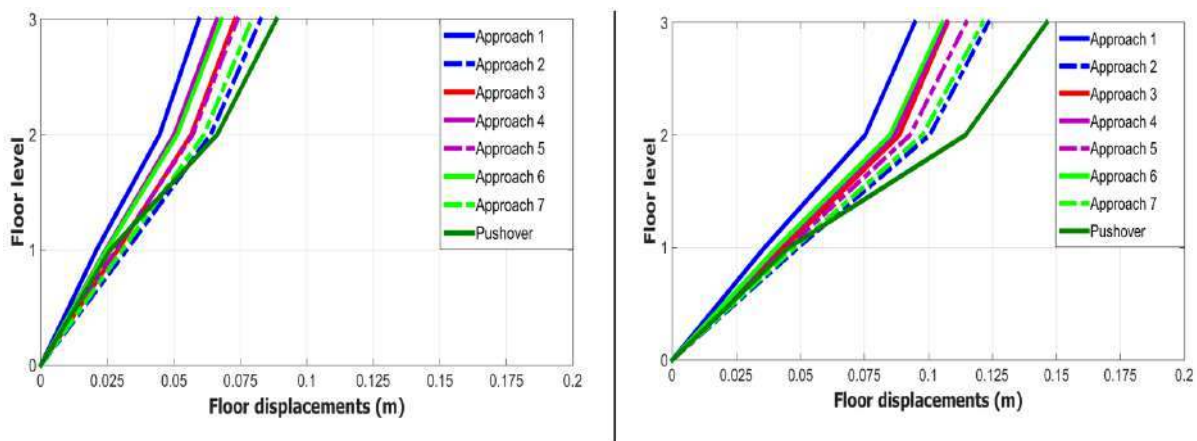 3
2
1
0
Floor level
0
0.025
0.05
0.075
0.1
0.125
0.15
0.175
0.2
Floor displacements (m)
Approach 1
Approach 2
Approach 3
Approach 4
Approach 5
Approach 6
Approach 7
Pushover
3
2
1
0
Floor level
0
0.025
0.05
0.075
0.1
0.125
0.15
0.175
0.2
Floor displacements (m)
Approach 1
Approach 2
Approach 3
Approach 4
Approach 5
Approach 6
Approach 7
Pushover